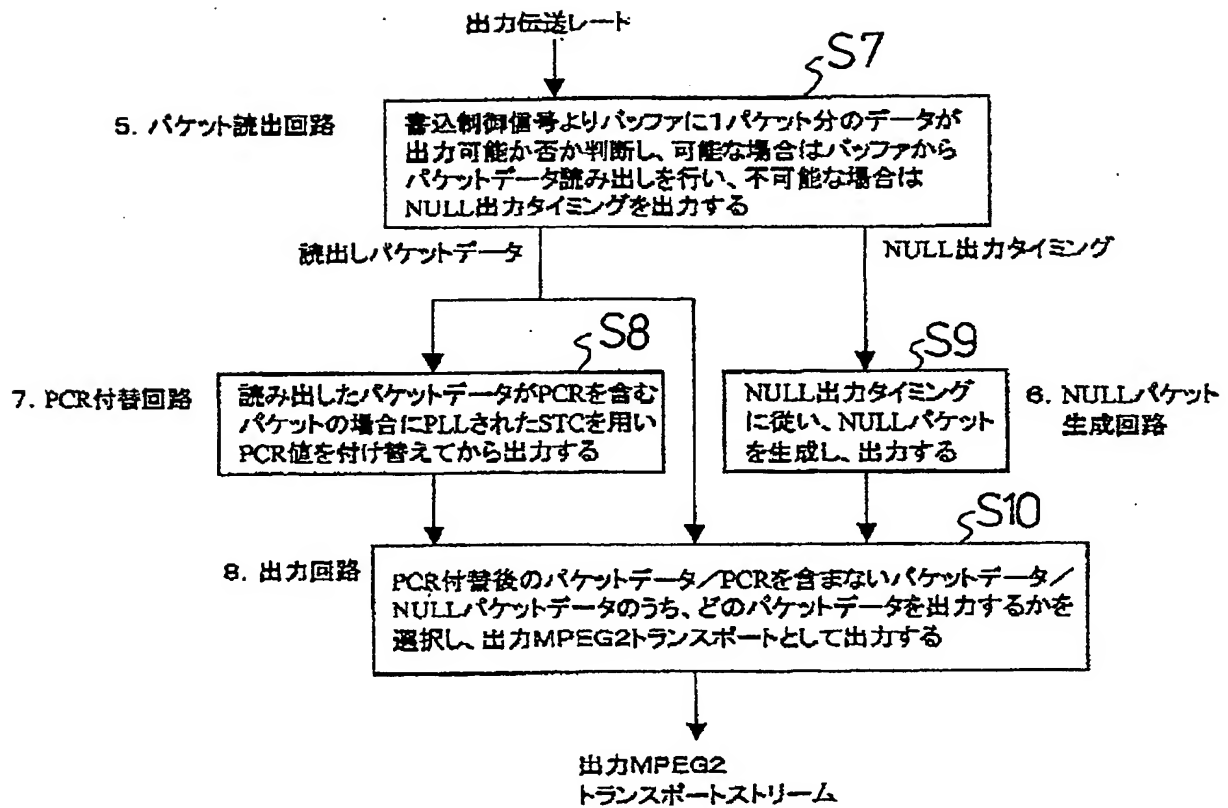 出力伝送レート
S7
5. パケット読出回路
書込制御信号よりバッファに1パケット分のデータが
出力可能か否か判断し、可能な場合はバッファから
パケットデータ読み出しを行い、不可能な場合は
NULL出力タイミングを出力する
読出しパケットデータ
NULL出力タイミング
S8
7. PCR付替回路
読み出したパケットデータがPCRを含む
パケットの場合にPLLされたSTCを用い
PCR値を付け替えてから出力する
S9
NULL出力タイミング
に従い、NULLパケット
を生成し、出力する
6. NULLパケット
生成回路
S10
8. 出力回路
PCR付替後のパケットデータ/PCRを含まないパケットデータ/
NULLパケットデータのうち、どのパケットデータを出力するかを
選択し、出力MPEG2トランスポートとして出力する
出力MPEG2
トランスポートストリーム